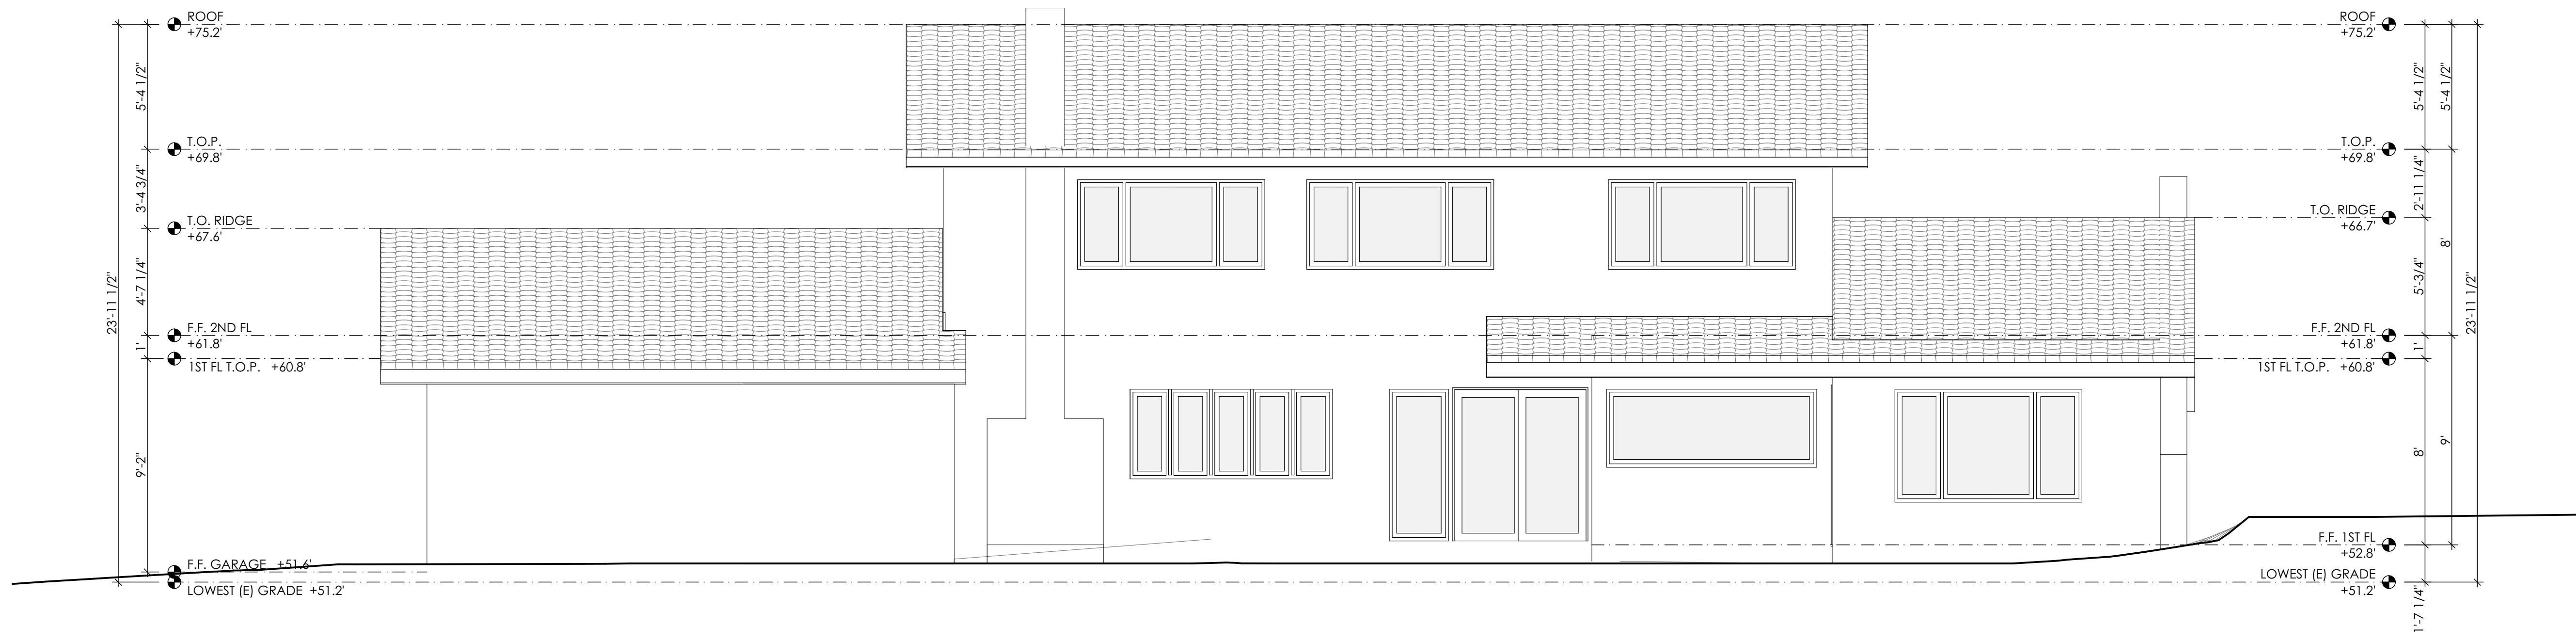 ROOF
+75.2'
T.O.P.
+69.8'
T.O. RIDGE
+67.6'
F.F. 2ND FL
+61.8'
1ST FL T.O.P. +60.8'
F.F. GARAGE +51.6'
LOWEST (E) GRADE +51.2'
23'-11 1/2"
5'-4 1/2"
3'-4 3/4"
4'-7 1/4"
1'
9'-2"
ROOF
+75.2'
T.O.P.
+69.8'
T.O. RIDGE
+66.7'
F.F. 2ND FL
+61.8'
1ST FL T.O.P. +60.8'
F.F. 1ST FL
+52.8'
LOWEST (E) GRADE
+51.2'
5'-4 1/2"
2'-11 1/4"
5'-3/4"
1'
8'
1'-7 1/4"
5'-4 1/2"
8'
9'
23'-11 1/2"